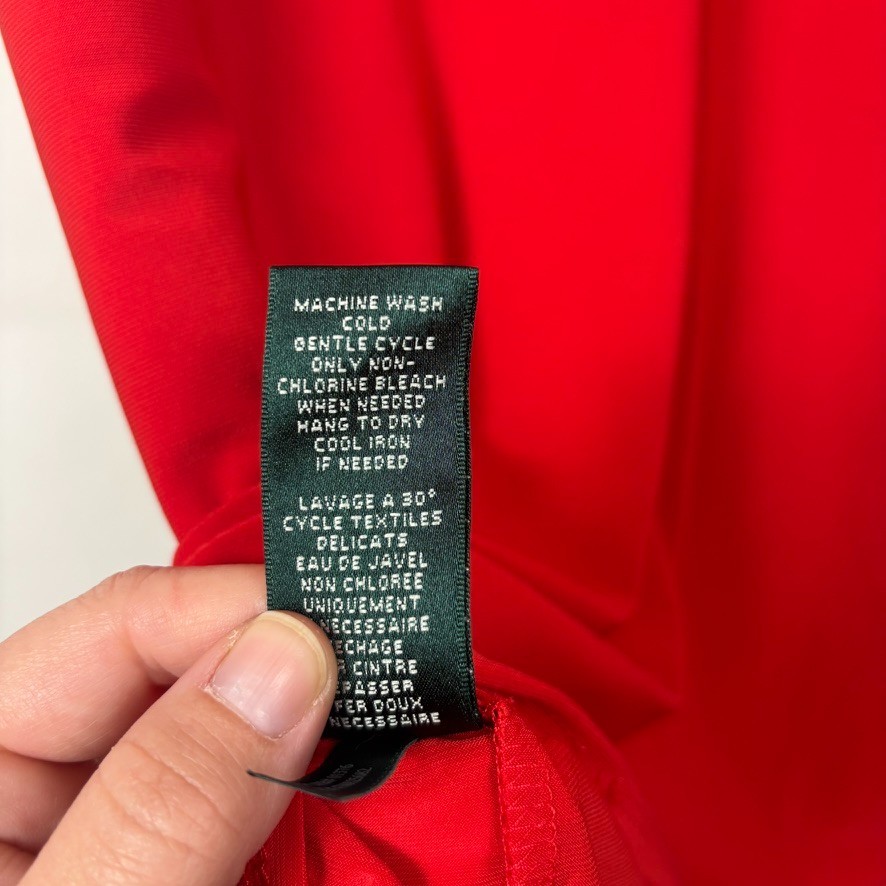 MACHINE WASH
COLD
GENTLE CYCLE
ONLY NON-
CHLORINE BLEACH
WHEN NEEDED
HANG TO DRY
COOL IRON
IF NEEDED
LAVAGE A 30°
CYCLE TEXTILES
DELICATS
EAU DE JAVEL
NON CHLOREE
UNIQUEMENT
NECESSAIRE
CINTRE
FER DOUX
NECESSAIRE